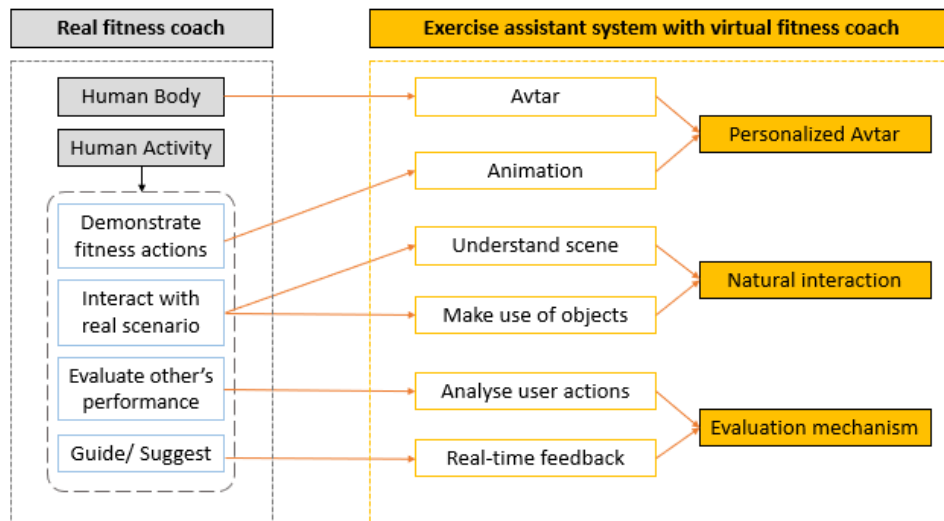 Real fitness coach
Exercise assistant system with virtual fitness coach
Human Body
Human Activity
Demonstrate
fitness actions
Interact with
real scenario
Evaluate other's
performance
Guide/ Suggest
Avtar
Animation
Understand scene
Make use of objects
Analyse user actions
Real-time feedback
Personalized Avtar
Natural interaction
Evaluation mechanism